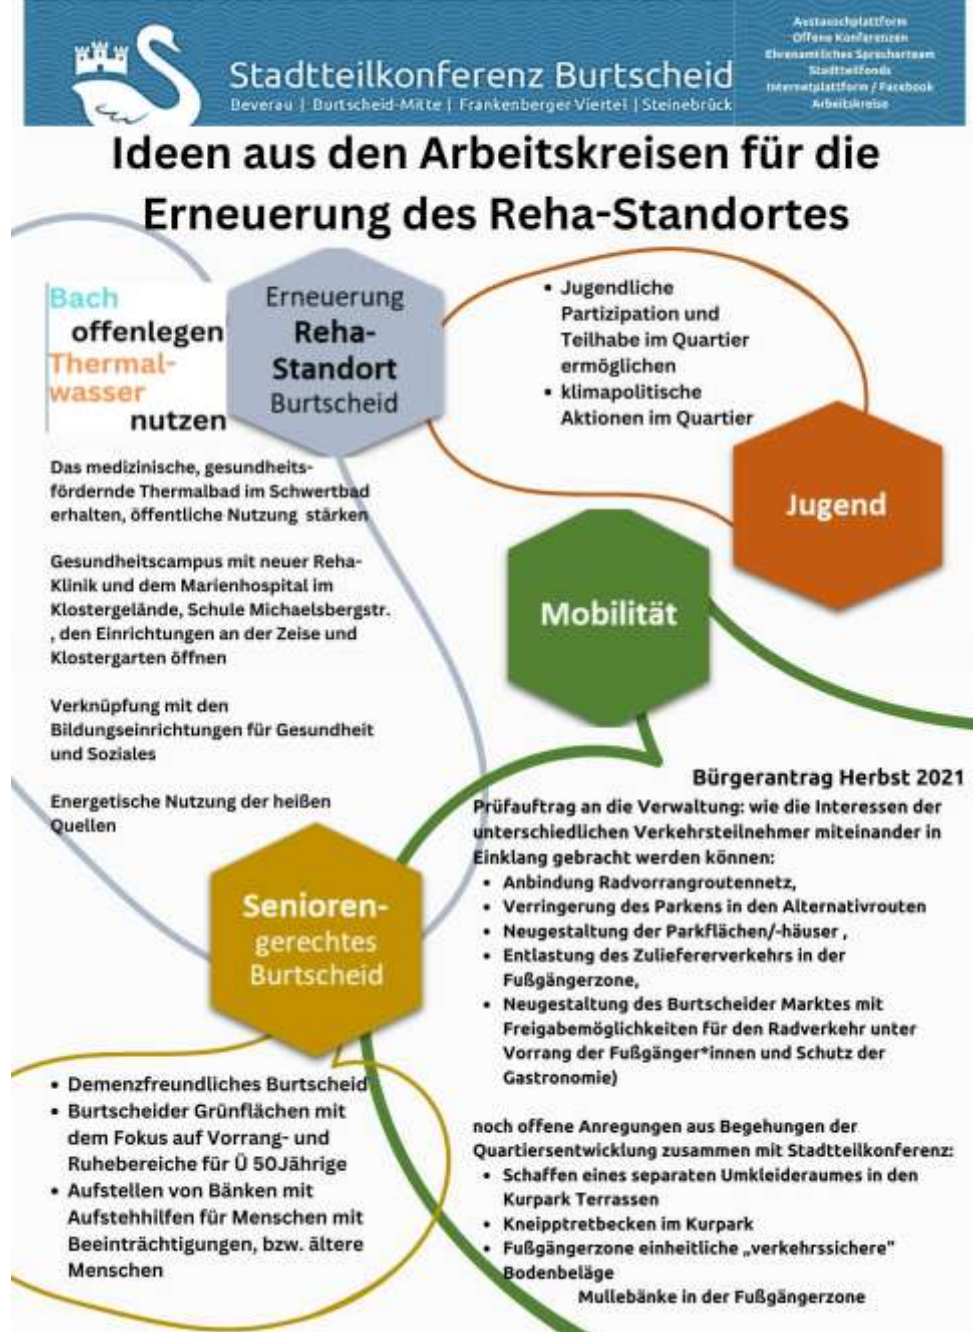 Stadtteilkonferenz Burtscheid
Beverau | Burtscheid-Mitte | Frankenberger Viertel | Steinebrück
Austauschplattform
Offene Konferenzen
Ehrenamtliches Sprecherteam
Stadtteilfonds
Internetplattform / Facebook
Arbeitskreise
Ideen aus den Arbeitskreisen für die
Erneuerung des Reha-Standortes
Bach
offenlegen
Thermal-
wasser
nutzen
Erneuerung
Reha-
Standort
Burtscheid
• Jugendliche
Partizipation und
Teilhabe im Quartier
ermöglichen
• klimapolitische
Aktionen im Quartier
Jugend
Das medizinische, gesundheits-
fördernde Thermalbad im Schwertbad
erhalten, öffentliche Nutzung stärken
Gesundheitscampus mit neuer Reha-
Klinik und dem Marienhospital im
Klostergelände, Schule Michaelsbergstr.
, den Einrichtungen an der Zeise und
Klostergarten öffnen
Verknüpfung mit den
Bildungseinrichtungen für Gesundheit
und Soziales
Energetische Nutzung der heißen
Quellen
Mobilität
Bürgerantrag Herbst 2021
Prüfauftrag an die Verwaltung: wie die Interessen der
unterschiedlichen Verkehrsteilnehmer miteinander in
Einklang gebracht werden können:
• Anbindung Radvorrangroutennetz,
• Verringerung des Parkens in den Alternativrouten
• Neugestaltung der Parkflächen/-häuser ,
• Entlastung des Zuliefererverkehrs in der
Fußgängerzone,
• Neugestaltung des Burtscheider Marktes mit
Freigabemöglichkeiten für den Radverkehr unter
Vorrang der Fußgänger*innen und Schutz der
Gastronomie)
noch offene Anregungen aus Begehungen der
Quartiersentwicklung zusammen mit Stadtteilkonferenz:
• Schaffen eines separaten Umkleideraumes in den
Kurpark Terrassen
• Kneipptretbecken im Kurpark
• Fußgängerzone einheitliche „verkehrssichere"
Bodenbeläge
Mullebänke in der Fußgängerzone
Senioren-
gerechtes
Burtscheid
• Demenzfreundliches Burtscheid
• Burtscheider Grünflächen mit
dem Fokus auf Vorrang- und
Ruhebereiche für Ü 50Jährige
• Aufstellen von Bänken mit
Aufstehhilfen für Menschen mit
Beeinträchtigungen, bzw. ältere
Menschen